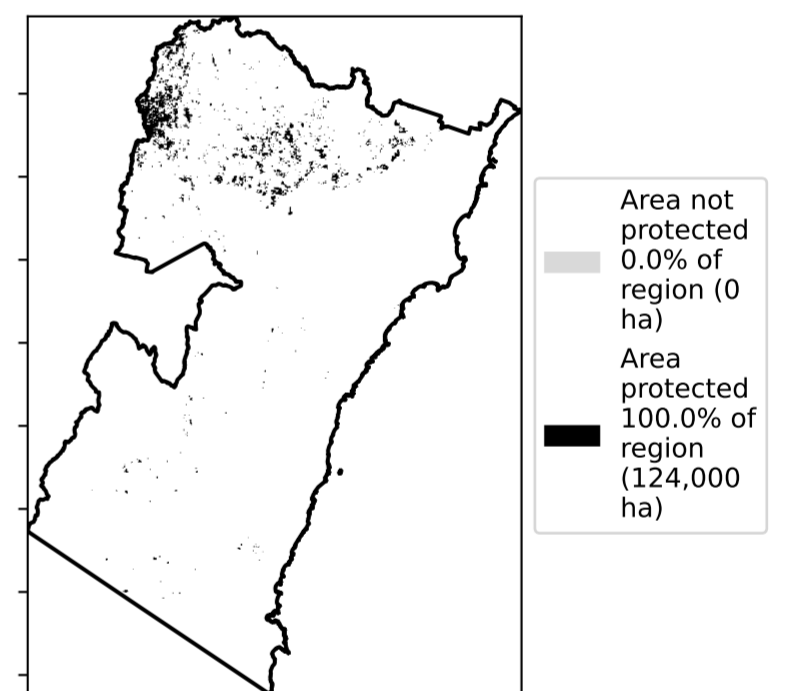 Area not
protected
0.0% of
region (0
ha)
Area
protected
100.0% of
region
(124,000
ha)